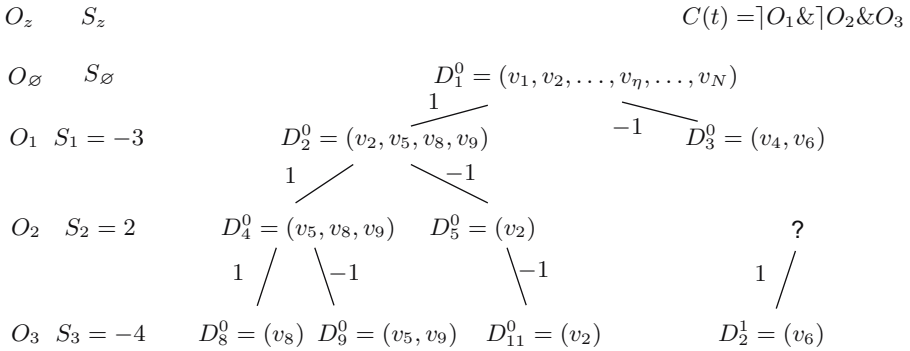 O_z S_z C(t) =⌉O_1&⌉O_2&O_3
O_∅ S_∅ D_1^0 = (v_1, v_2, . . . , v_η, . . . , v_N)
1 −1
O_1 S_1 = −3 D_2^0 = (v_2, v_5, v_8, v_9) D_3^0 = (v_4, v_6)
1 −1
O_2 S_2 = 2 D_4^0 = (v_5, v_8, v_9) D_5^0 = (v_2) ?
1 −1 −1 1
O_3 S_3 = −4 D_8^0 = (v_8) D_9^0 = (v_5, v_9) D_{11}^0 = (v_2) D_2^1 = (v_6)